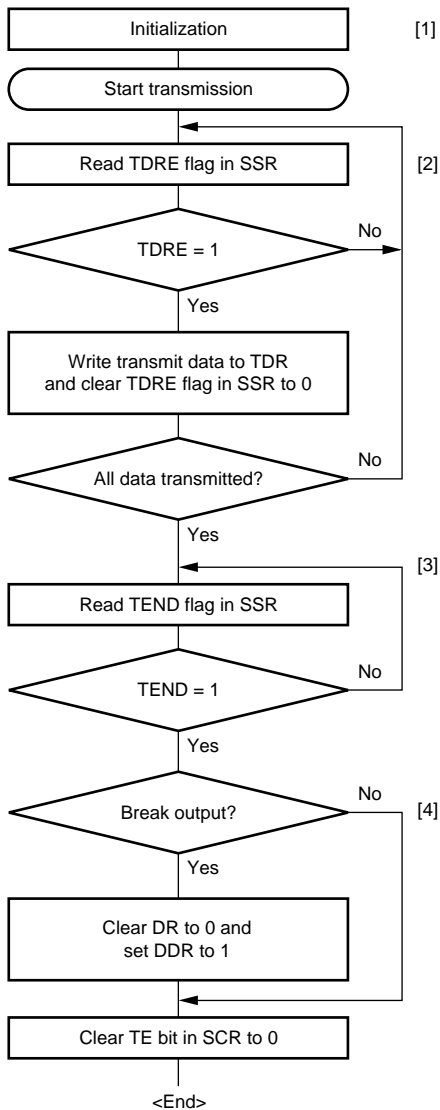 Initialization
[1]
Start transmission
Read TDRE flag in SSR
[2]
TDRE = 1
No
Yes
Write transmit data to TDR
and clear TDRE flag in SSR to 0
All data transmitted?
No
Yes
[3]
Read TEND flag in SSR
TEND = 1
No
Yes
Break output?
No
[4]
Yes
Clear DR to 0 and
set DDR to 1
Clear TE bit in SCR to 0
<End>